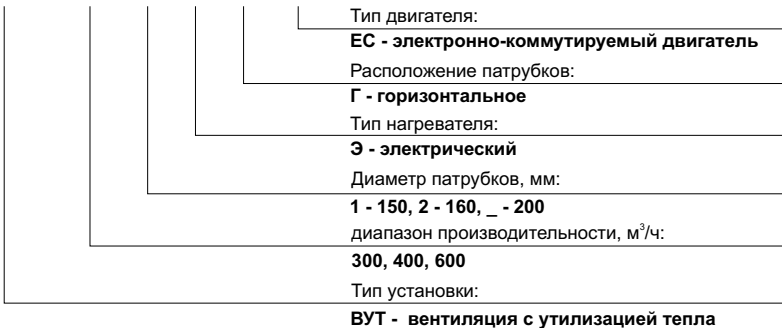 Тип двигателя:
ЕС - электронно-коммутируемый двигатель
Расположение патрубков:
Г - горизонтальное
Тип нагревателя:
Э - электрический
Диаметр патрубков, мм:
1 - 150, 2 - 160, _ - 200
диапазон производительности, м³/ч:
300, 400, 600
Тип установки:
ВУТ - вентиляция с утилизацией тепла